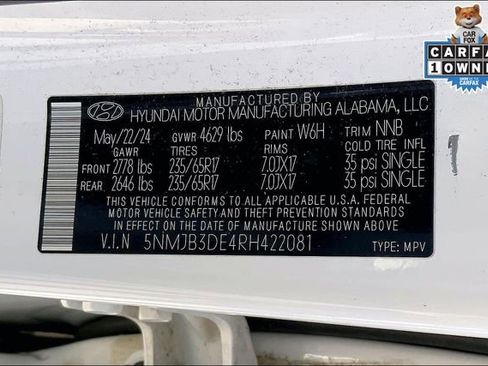 CAR
FOX
CARFAX
MANUFACTURED BY
HYUNDAI MOTOR MANUFACTURING ALABAMA, LLC
May/22/24 GVWR 4629 lbs PAINT W6H TRIM NNB
GAWR TIRES RIMS COLD TIRE INFL
FRONT 2778 lbs 235/65R17 7.0JX17 35 psi SINGLE
REAR 2646 lbs 235/65R17 7.0JX17 35 psi SINGLE
THIS VEHICLE CONFORMS TO ALL APPLICABLE U.S.A. FEDERAL
MOTOR VEHICLE SAFETY AND THEFT PREVENTION STANDARDS
IN EFFECT ON THE DATE OF MANUFACTURE SHOWN ABOVE.
V.I.N 5NMJB3DE4RH422081 TYPE: MPV